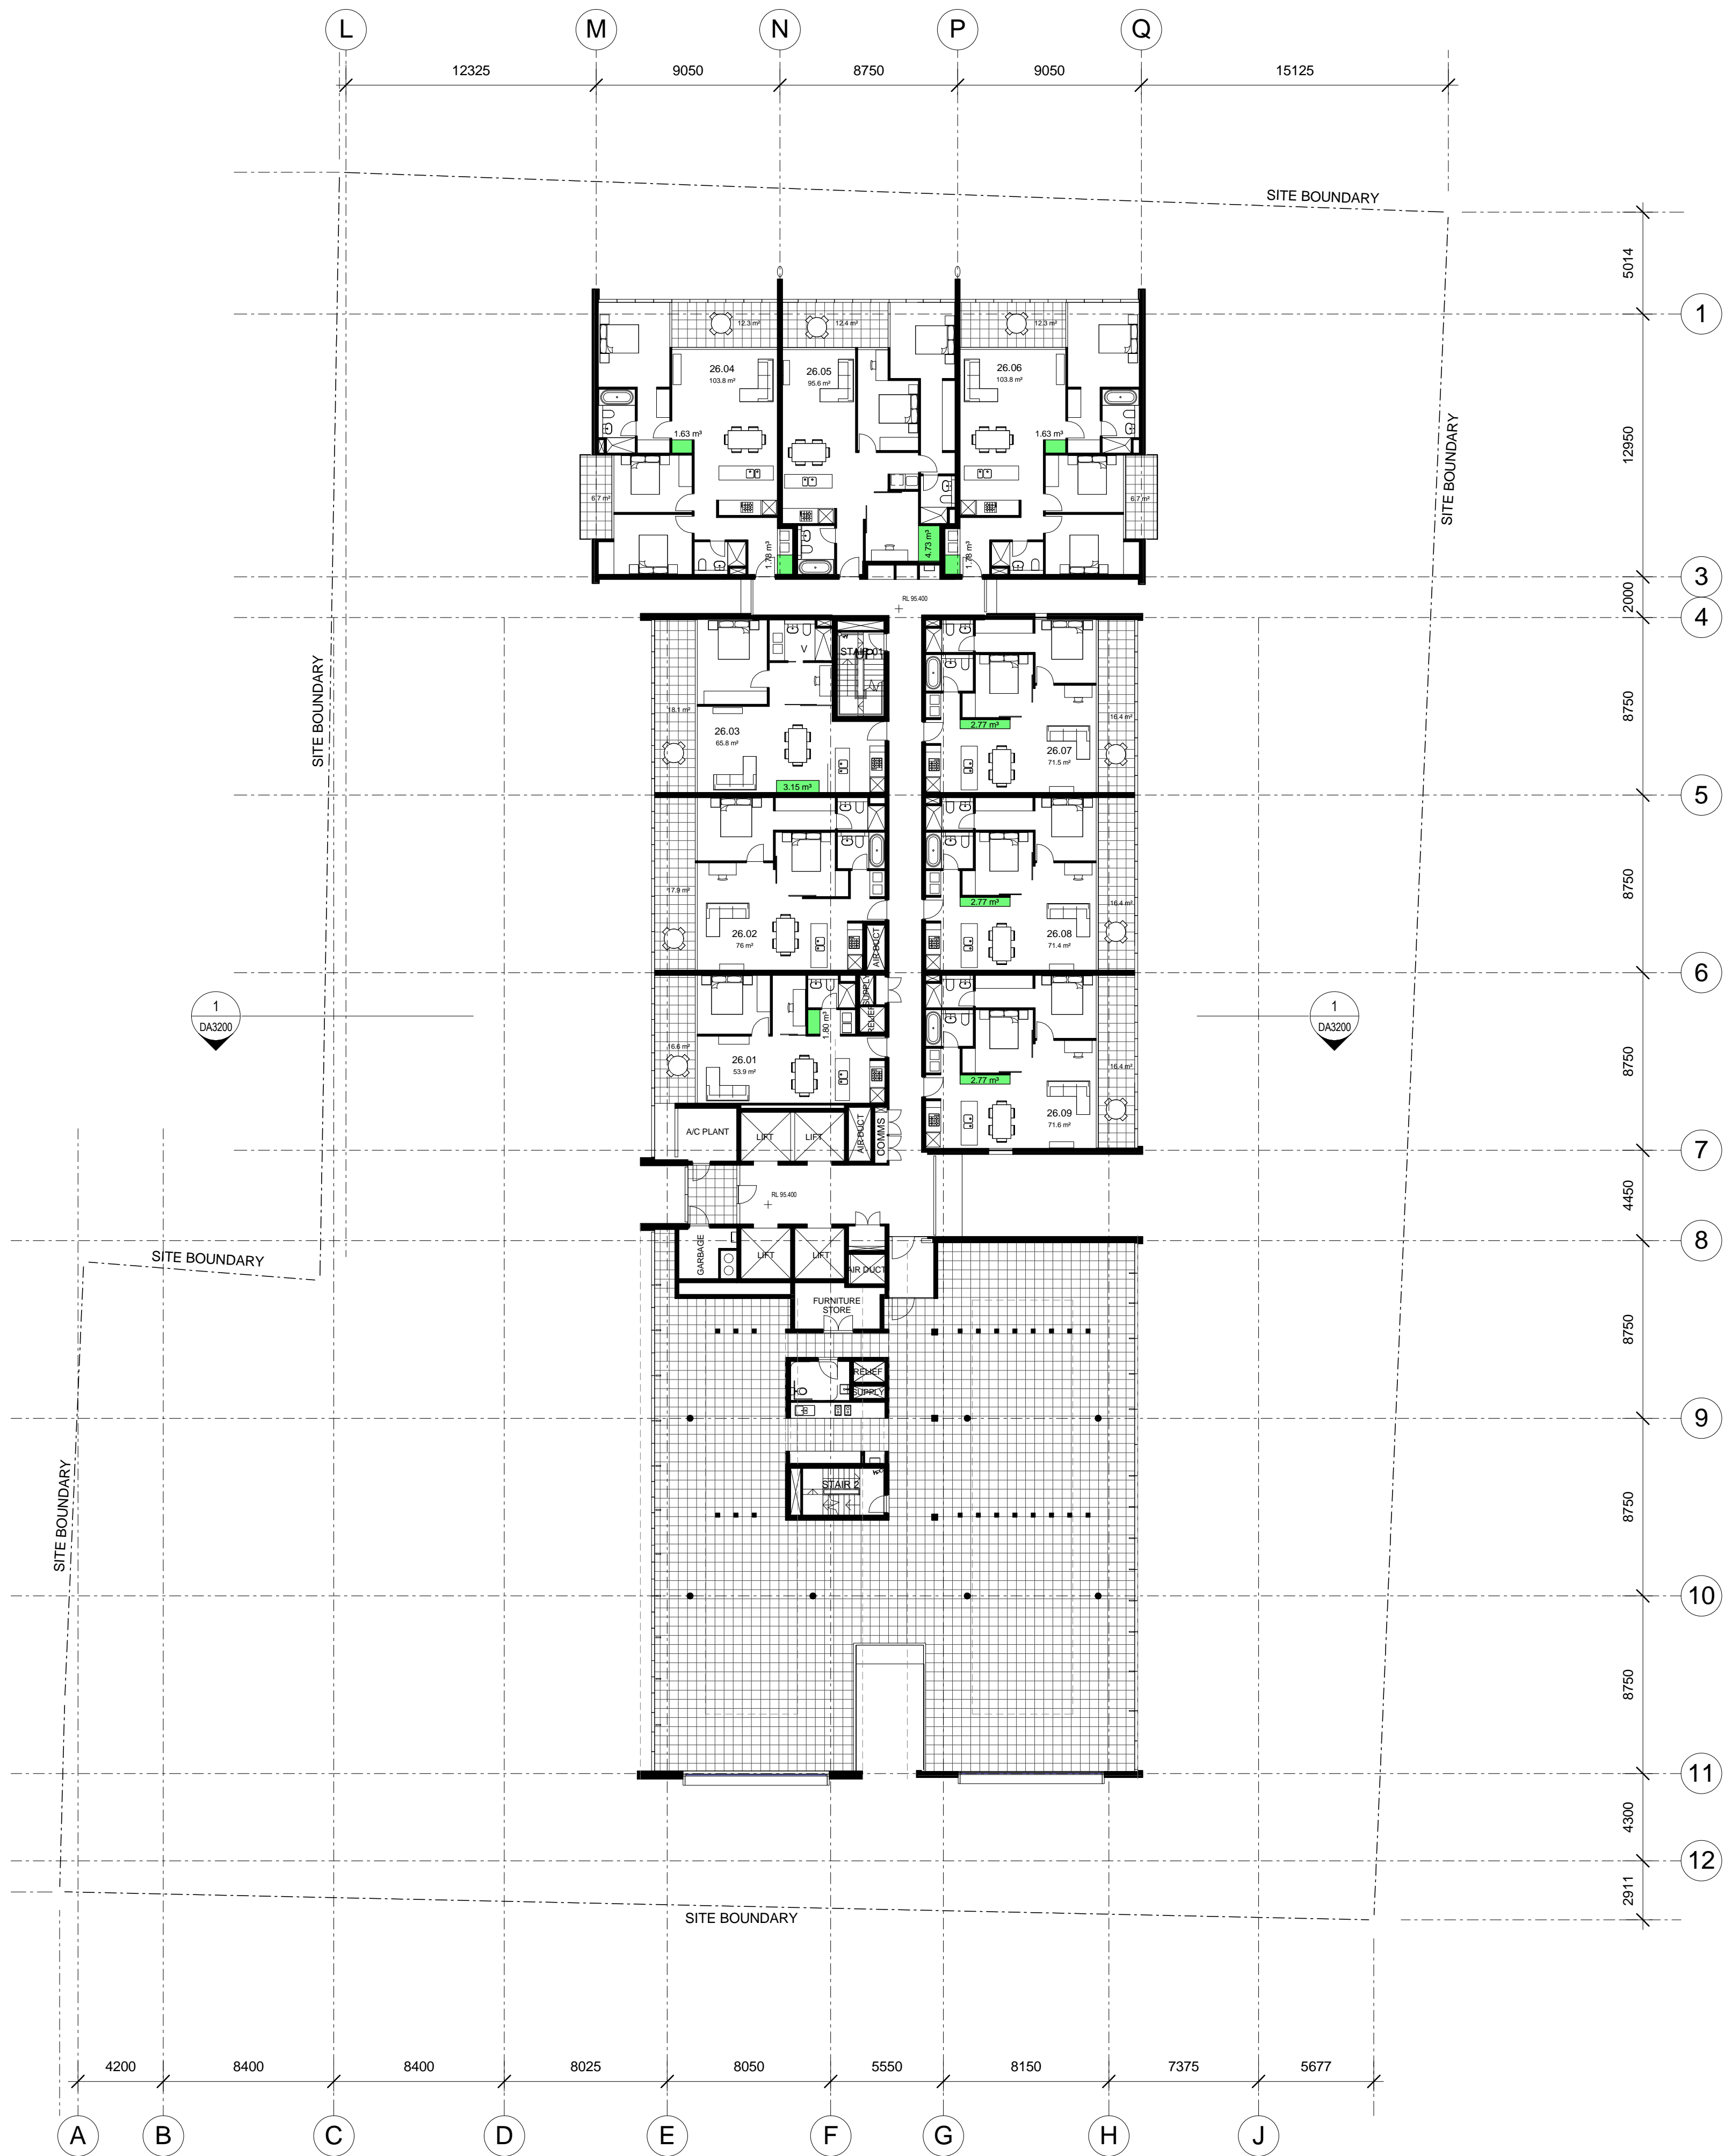 L
M
N
P
Q
12325
9050
8750
9050
15125
SITE BOUNDARY
5014
1
12.3 m²
12.4 m²
12.3 m²
26.04
103.8 m²
26.05
95.6 m²
26.06
103.8 m²
1.63 m³
1.63 m³
12950
SITE BOUNDARY
6.7 m²
6.7 m²
1.78 m³
4.73 m³
1.78 m³
3
2000
RL 95.400
4
V
STAIR 01
UP
SITE BOUNDARY
18.1 m²
26.03
65.8 m²
2.77 m³
16.4 m²
26.07
71.5 m²
8750
3.15 m³
5
17.9 m²
26.02
76 m²
AIR DUCT
2.77 m³
16.4 m²
26.08
71.4 m²
8750
6
1
DA3200
SUPPLY
RELIEF
1.80 m³
16.6 m²
26.01
53.9 m²
2.77 m³
16.4 m²
26.09
71.6 m²
1
DA3200
8750
A/C PLANT
LIFT
LIFT
AIR DUCT
COMMS
7
4450
RL 95.400
8
SITE BOUNDARY
GARBAGE
LIFT
LIFT
AIR DUCT
FURNITURE
STORE
8750
RELIEF
SUPPLY
9
SITE BOUNDARY
STAIR 2
8750
10
8750
11
4300
12
2911
SITE BOUNDARY
4200
8400
8400
8025
8050
5550
8150
7375
5677
A
B
C
D
E
F
G
H
J